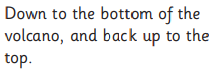 Down to the bottom of the
volcano, and back up to the
top.